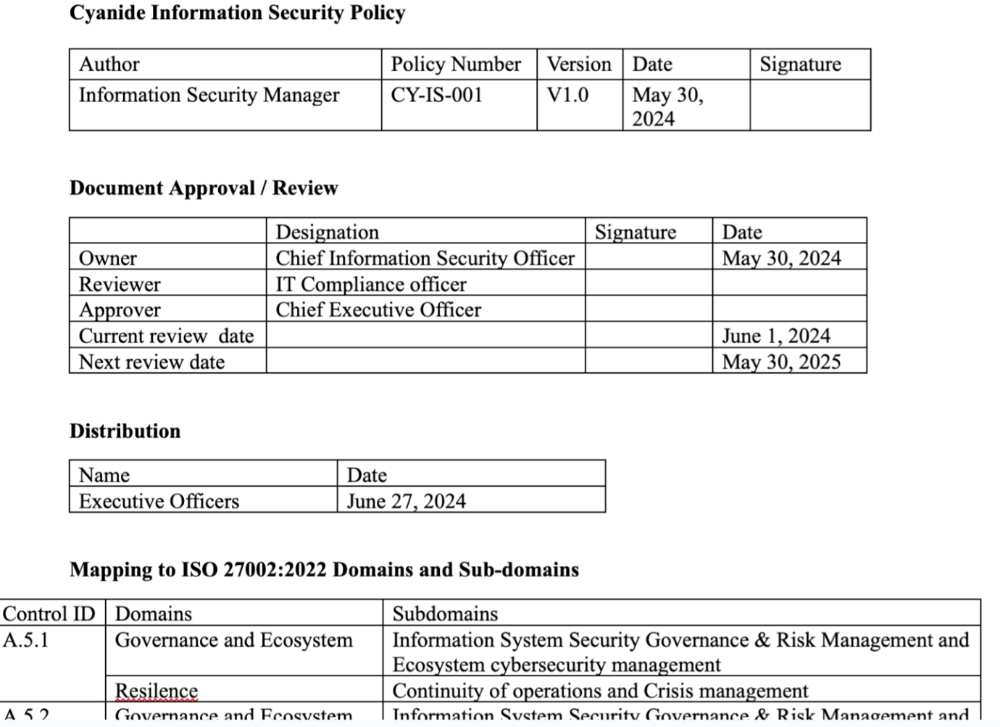 Cyanide Information Security Policy
Author Policy Number Version Date Signature
Information Security Manager CY-IS-001 V1.0 May 30,
2024
Document Approval / Review
Designation Signature Date
Owner Chief Information Security Officer May 30, 2024
Reviewer IT Compliance officer
Approver Chief Executive Officer
Current review  date June 1, 2024
Next review date May 30, 2025
Distribution
Name Date
Executive Officers June 27, 2024
Mapping to ISO 27002:2022 Domains and Sub-domains
Control ID Domains Subdomains
A.5.1 Governance and Ecosystem Information System Security Governance & Risk Management and
Ecosystem cybersecurity management
Resilence Continuity of operations and Crisis management
A.5.2 Governance and Ecosystem Information System Security Governance & Risk Management and